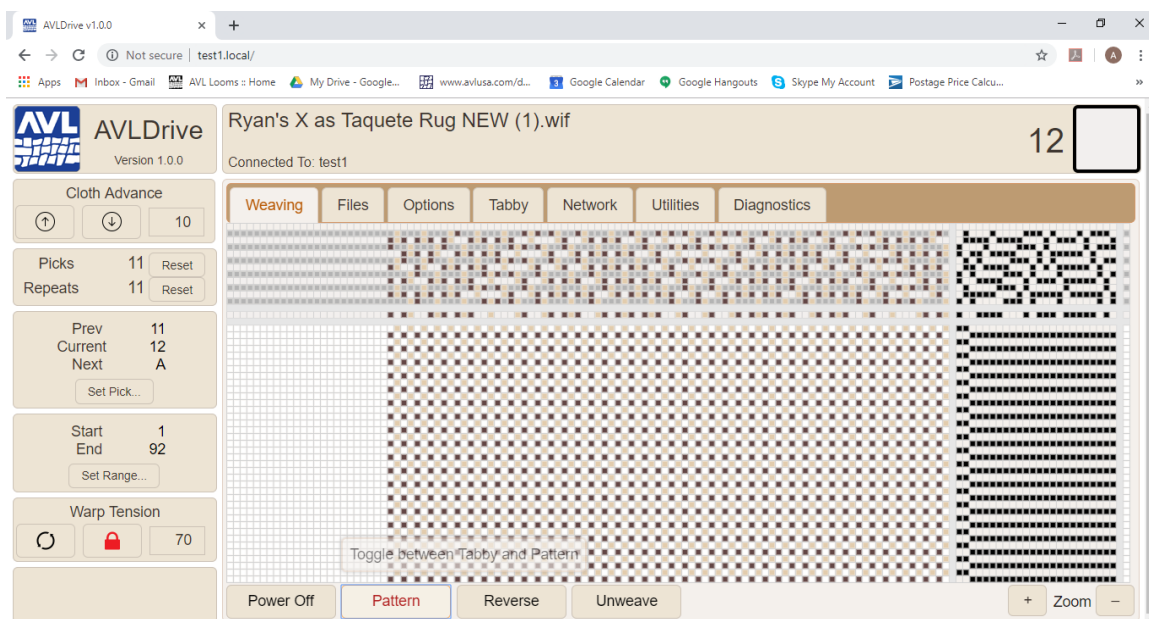 AVLDrive v1.0.0
Not secure | test1.local/
Apps Inbox - Gmail AVL Looms :: Home My Drive - Google... www.avlusa.com/d... Google Calendar Google Hangouts Skype My Account Postage Price Calcu... »
AVL
AVLDrive
Version 1.0.0
Ryan's X as Taquete Rug NEW (1).wif
Connected To: test1
12
Cloth Advance
10
Picks 11 Reset
Repeats 11 Reset
Prev 11
Current 12
Next A
Set Pick...
Start 1
End 92
Set Range...
Warp Tension
70
Weaving Files Options Tabby Network Utilities Diagnostics
Toggle between Tabby and Pattern
Power Off Pattern Reverse Unweave + Zoom –